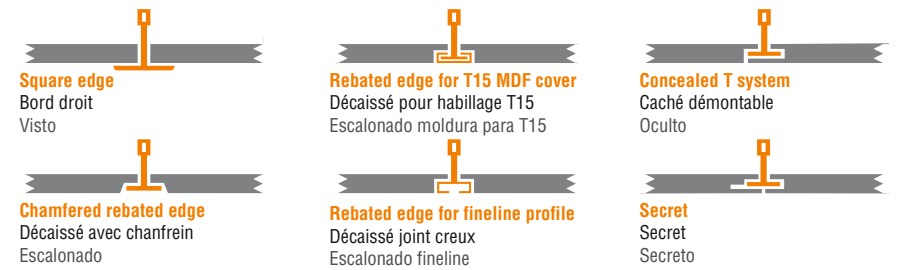 Square edge
Bord droit
Visto
Rebated edge for T15 MDF cover
Décaissé pour habillage T15
Escalonado moldura para T15
Concealed T system
Caché démontable
Oculto
Chamfered rebated edge
Décaissé avec chanfrein
Escalonado
Rebated edge for fineline profile
Décaissé joint creux
Escalonado fineline
Secret
Secret
Secreto